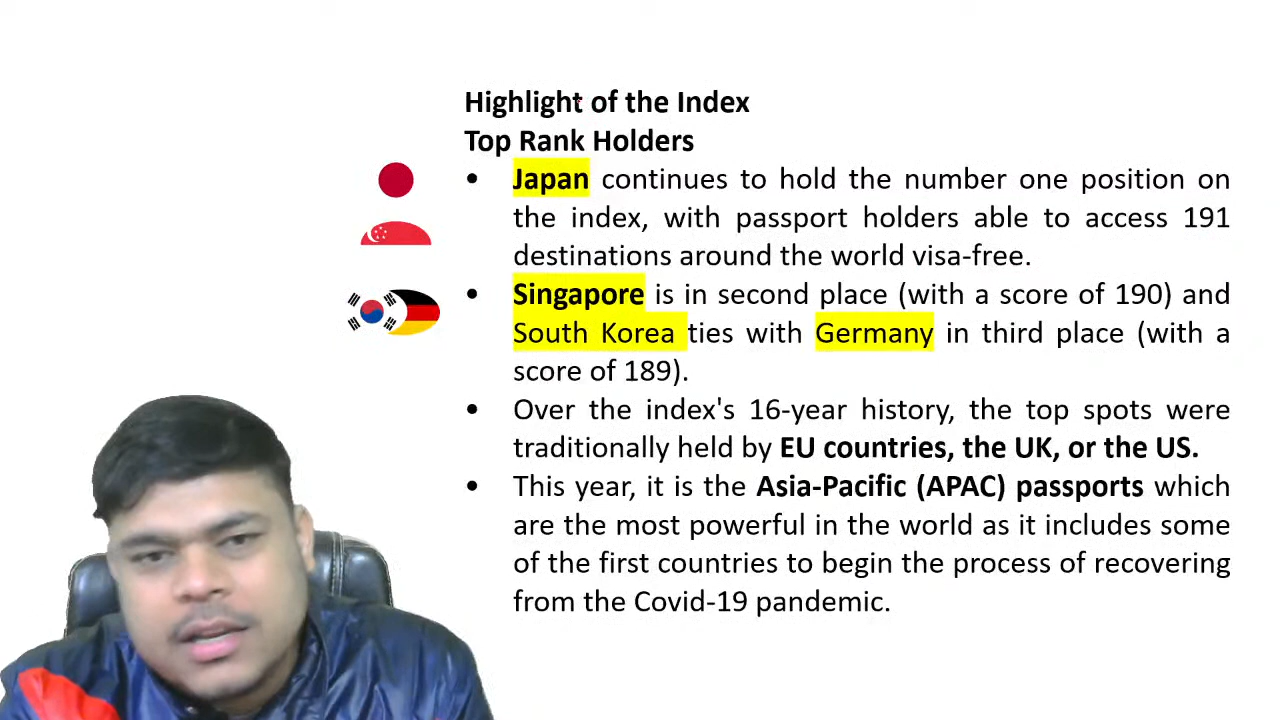 Highlight of the Index
Top Rank Holders
• Japan continues to hold the number one position on
the index, with passport holders able to access 191
destinations around the world visa-free.
• Singapore is in second place (with a score of 190) and
South Korea ties with Germany in third place (with a
score of 189).
• Over the index's 16-year history, the top spots were
traditionally held by EU countries, the UK, or the US.
• This year, it is the Asia-Pacific (APAC) passports which
are the most powerful in the world as it includes some
of the first countries to begin the process of recovering
from the Covid-19 pandemic.